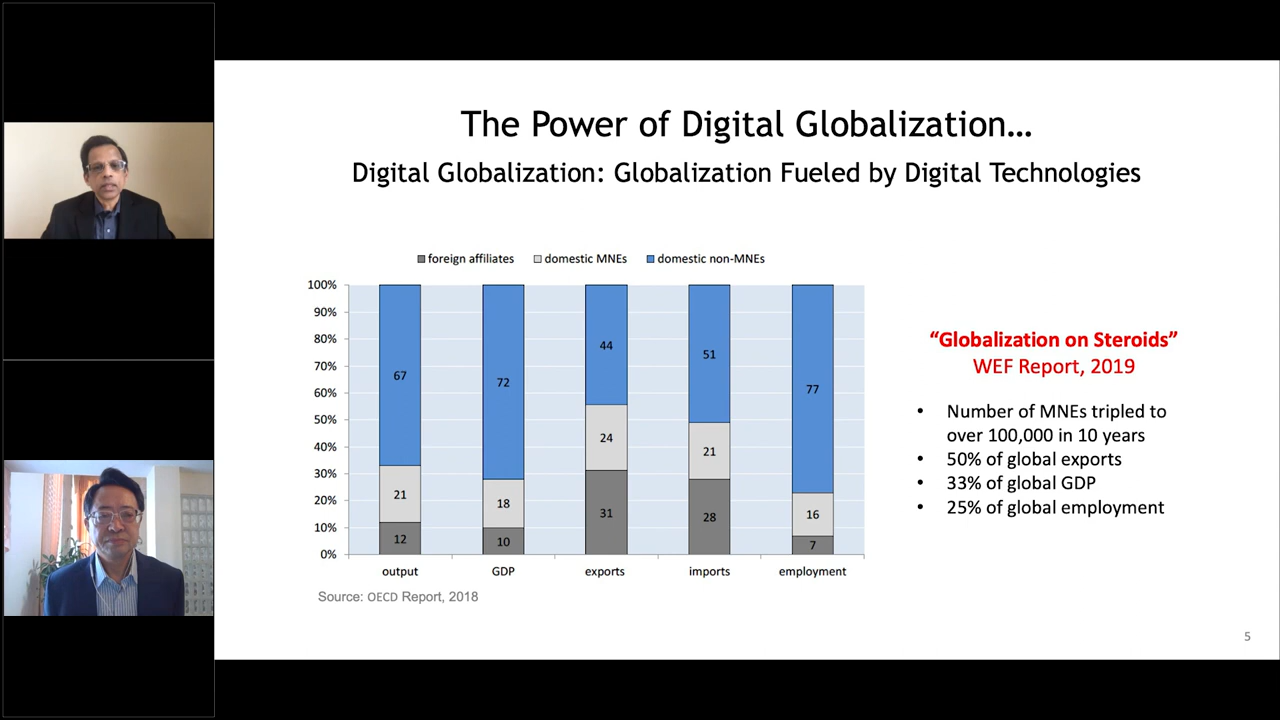 The Power of Digital Globalization…
Digital Globalization: Globalization Fueled by Digital Technologies
foreign affiliates domestic MNEs domestic non-MNEs
100%
90%
80%
70%
60%
50%
40%
30%
20%
10%
0%
67
21
12
72
18
10
44
24
31
51
21
28
77
16
7
output GDP exports imports employment
Source: OECD Report, 2018
“Globalization on Steroids”
WEF Report, 2019
• Number of MNEs tripled to
over 100,000 in 10 years
• 50% of global exports
• 33% of global GDP
• 25% of global employment
5